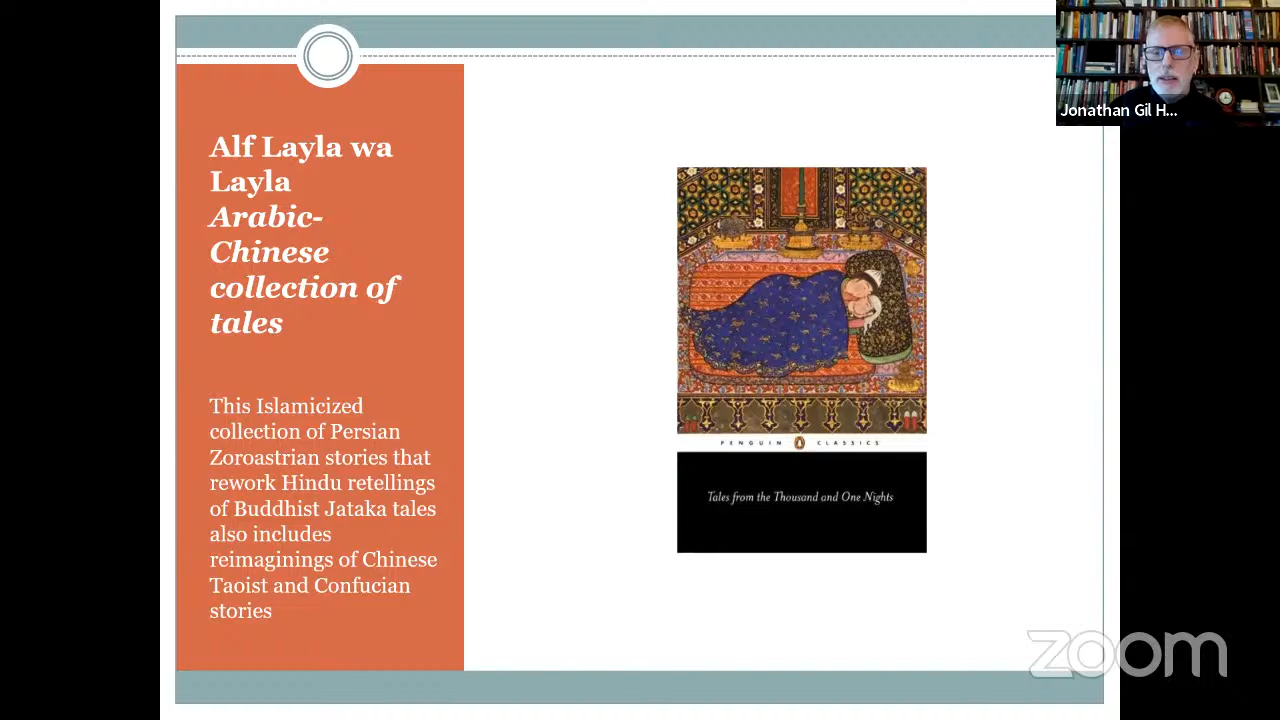 Alf Layla wa
Layla
Arabic-
Chinese
collection of
tales
This Islamicized
collection of Persian
Zoroastrian stories that
rework Hindu retellings
of Buddhist Jataka tales
also includes
reimaginings of Chinese
Taoist and Confucian
stories
PENGUIN CLASSICS
Tales from the Thousand and One Nights
Jonathan Gil H...
zoom